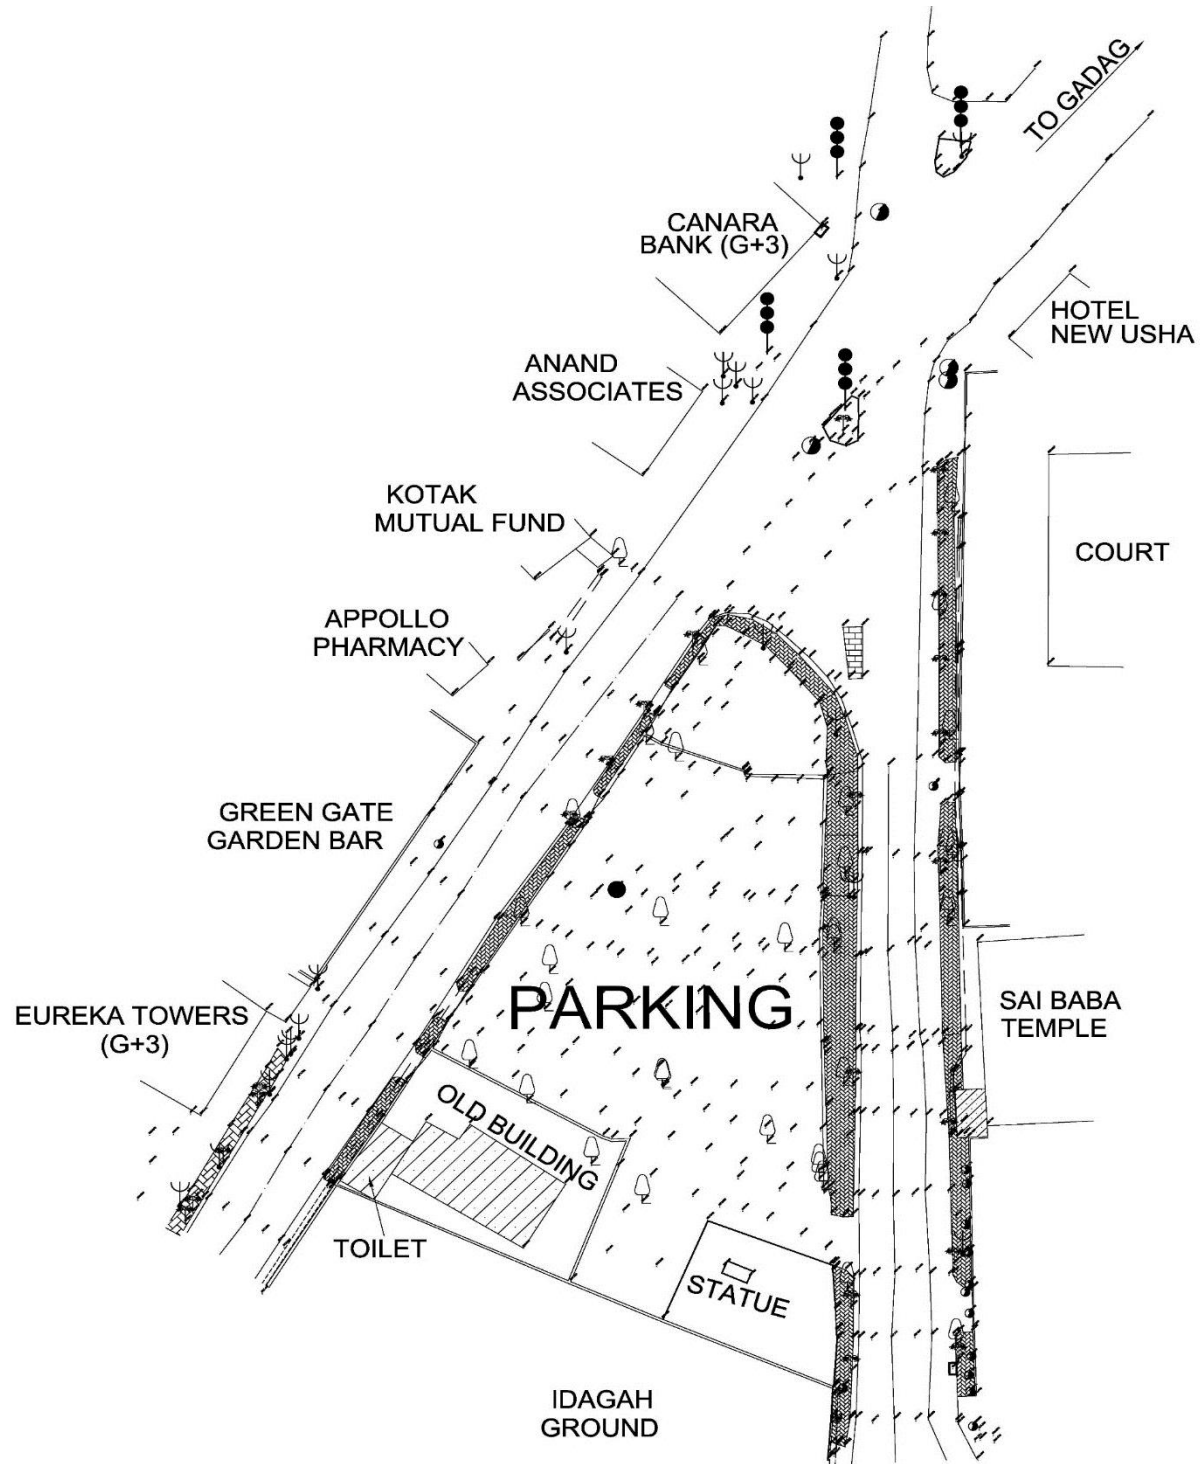 TO GADAG
CANARA
BANK (G+3)
HOTEL
NEW USHA
ANAND
ASSOCIATES
KOTAK
MUTUAL FUND
COURT
APPOLLO
PHARMACY
GREEN GATE
GARDEN BAR
PARKING
SAI BABA
TEMPLE
EUREKA TOWERS
(G+3)
OLD BUILDING
TOILET
STATUE
IDAGAH
GROUND